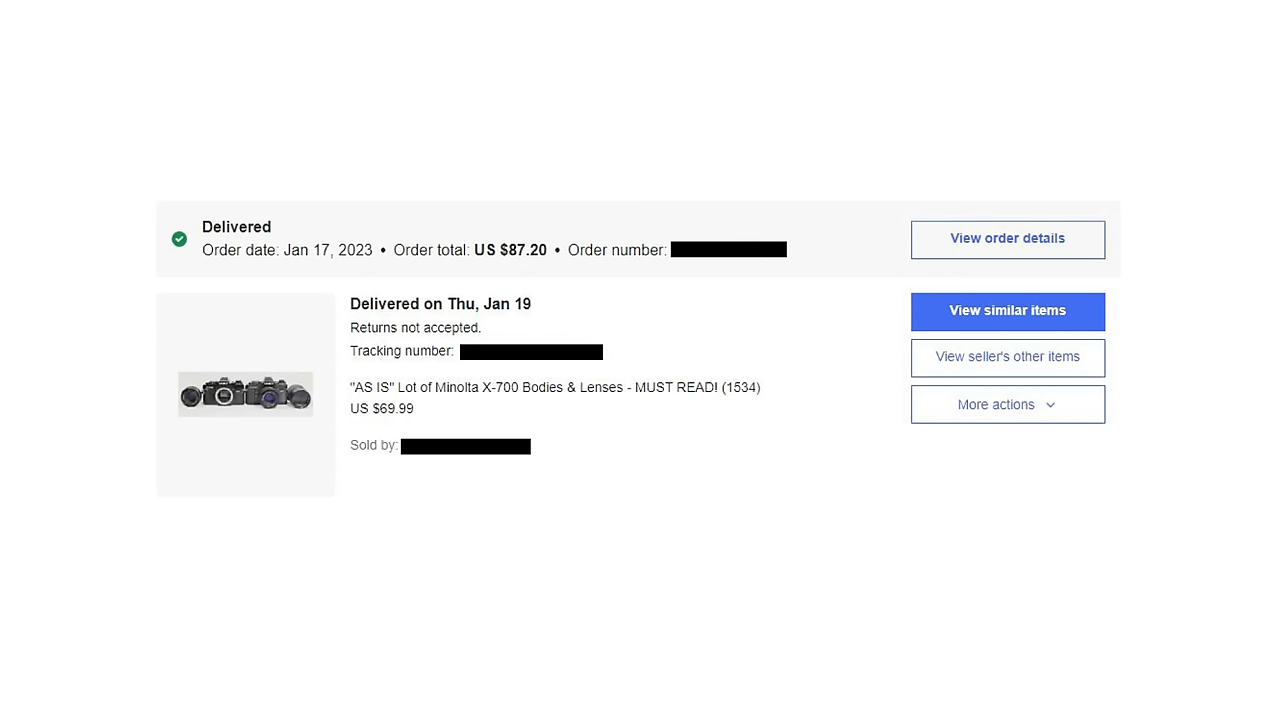 Delivered
Order date: Jan 17, 2023 • Order total: US $87.20 • Order number:
View order details
Delivered on Thu, Jan 19
Returns not accepted.
Tracking number:
"AS IS" Lot of Minolta X-700 Bodies & Lenses - MUST READ! (1534)
US $69.99
Sold by:
View similar items
View seller's other items
More actions